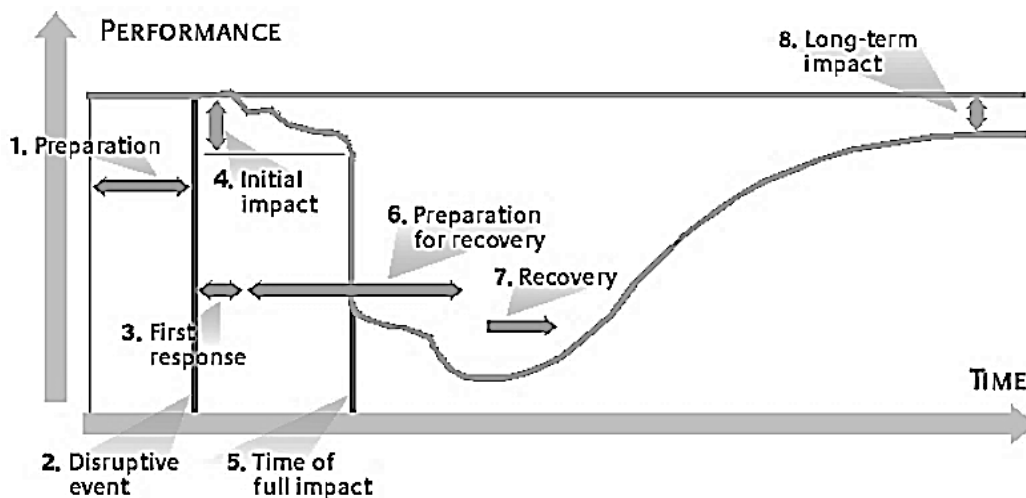 PERFORMANCE
8. Long-term
impact
1. Preparation
4. Initial
impact
6. Preparation
for recovery
7. Recovery
3. First
response
TIME
2. Disruptive
event
5. Time of
full impact